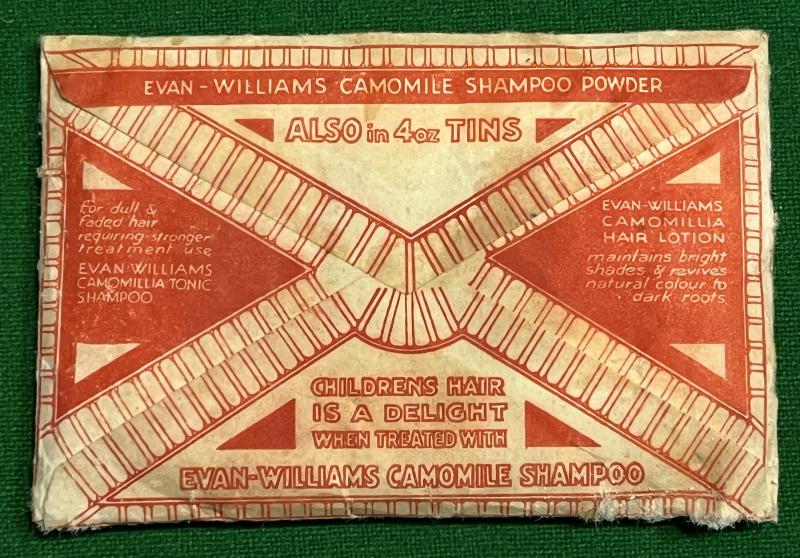 EVAN-WILLIAMS CAMOMILE SHAMPOO POWDER
ALSO in 4 oz TINS
For dull &
faded hair
requiring stronger
treatment use
EVAN WILLIAMS
CAMOMILLIA TONIC
SHAMPOO
EVAN-WILLIAMS
CAMOMILLIA
HAIR LOTION
maintains bright
shades & revives
natural colour to
dark roots
CHILDRENS HAIR
IS A DELIGHT
WHEN TREATED WITH
EVAN-WILLIAMS CAMOMILE SHAMPOO